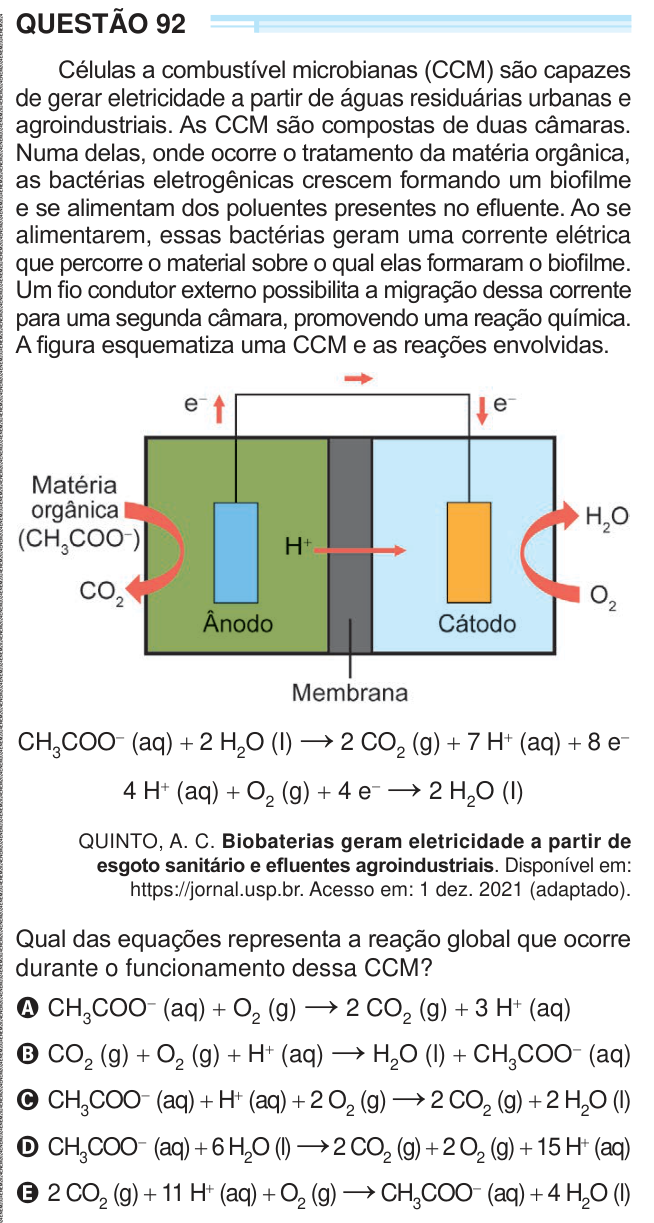 QUESTÃO 92
Células a combustível microbianas (CCM) são capazes
de gerar eletricidade a partir de águas residuárias urbanas e
agroindustriais. As CCM são compostas de duas câmaras.
Numa delas, onde ocorre o tratamento da matéria orgânica,
as bactérias eletrogênicas crescem formando um biofilme
e se alimentam dos poluentes presentes no efluente. Ao se
alimentarem, essas bactérias geram uma corrente elétrica
que percorre o material sobre o qual elas formaram o biofilme.
Um fio condutor externo possibilita a migração dessa corrente
para uma segunda câmara, promovendo uma reação química.
A figura esquematiza uma CCM e as reações envolvidas.
e⁻
e⁻
Matéria
orgânica
(CH₃COO⁻)
CO₂
H⁺
H₂O
O₂
Ânodo
Cátodo
Membrana
CH₃COO⁻ (aq) + 2 H₂O (l) ⟶ 2 CO₂ (g) + 7 H⁺ (aq) + 8 e⁻
4 H⁺ (aq) + O₂ (g) + 4 e⁻ ⟶ 2 H₂O (l)
QUINTO, A. C. Biobaterias geram eletricidade a partir de
esgoto sanitário e efluentes agroindustriais. Disponível em:
https://jornal.usp.br. Acesso em: 1 dez. 2021 (adaptado).
Qual das equações representa a reação global que ocorre
durante o funcionamento dessa CCM?
A CH₃COO⁻ (aq) + O₂ (g) ⟶ 2 CO₂ (g) + 3 H⁺ (aq)
B CO₂ (g) + O₂ (g) + H⁺ (aq) ⟶ H₂O (l) + CH₃COO⁻ (aq)
C CH₃COO⁻ (aq) + H⁺ (aq) + 2 O₂ (g) ⟶ 2 CO₂ (g) + 2 H₂O (l)
D CH₃COO⁻ (aq) + 6 H₂O (l) ⟶ 2 CO₂ (g) + 2 O₂ (g) + 15 H⁺ (aq)
E 2 CO₂ (g) + 11 H⁺ (aq) + O₂ (g) ⟶ CH₃COO⁻ (aq) + 4 H₂O (l)